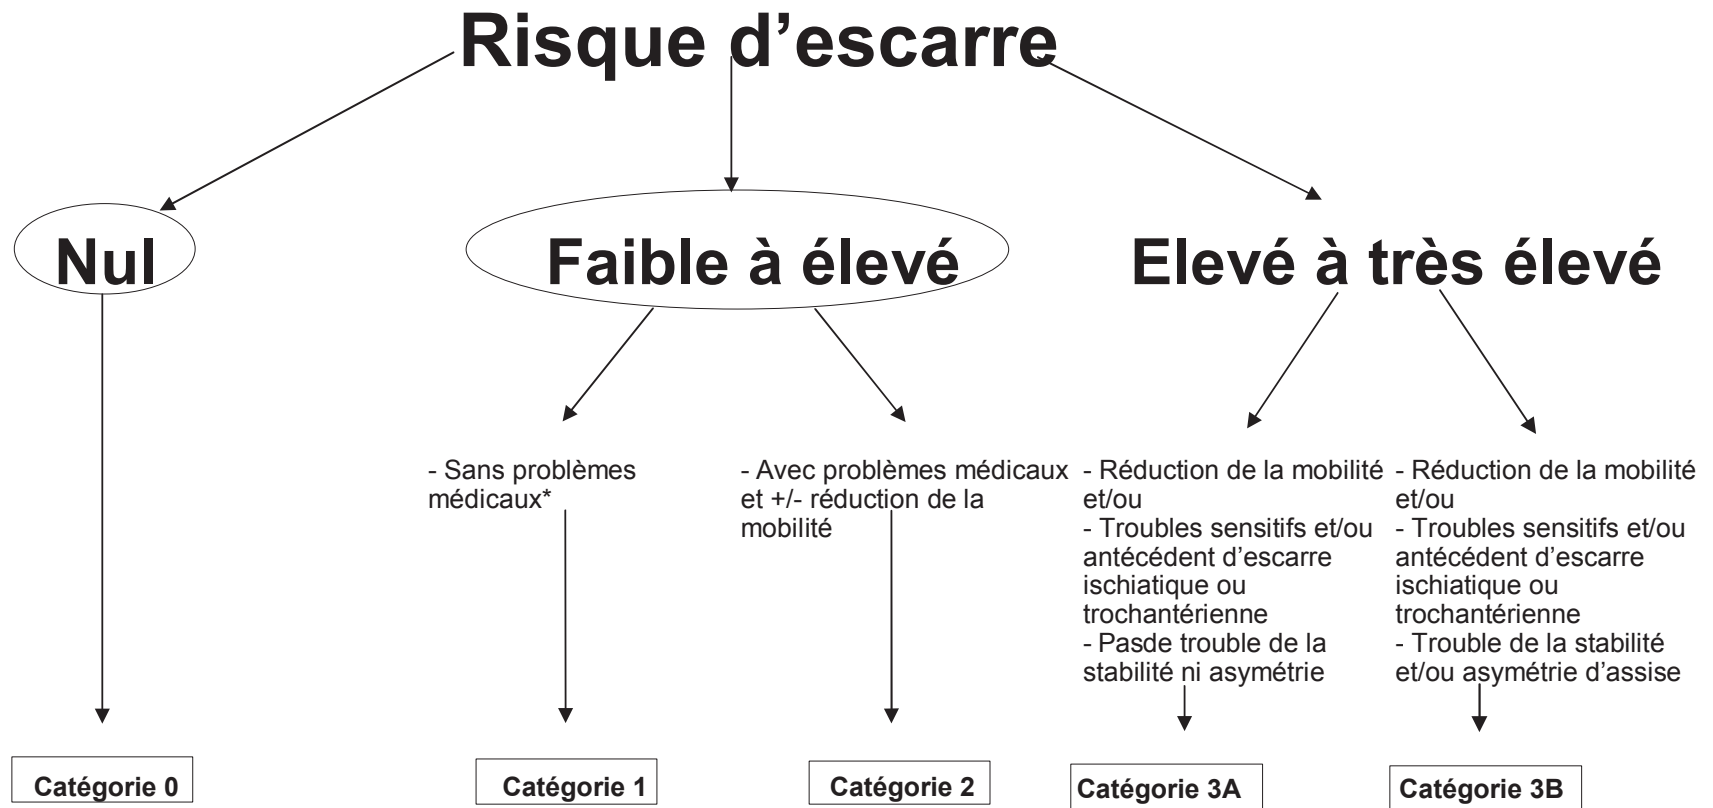 Risque d’escarre
Nul
Faible à élevé
Elevé à très élevé
- Sans problèmes
médicaux*
- Avec problèmes médicaux
et +/- réduction de la
mobilité
- Réduction de la mobilité
et/ou
- Troubles sensitifs et/ou
antécédent d’escarre
ischiatique ou
trochantérienne
- Pasde trouble de la
stabilité ni asymétrie
- Réduction de la mobilité
et/ou
- Troubles sensitifs et/ou
antécédent d’escarre
ischiatique ou
trochantérienne
- Trouble de la stabilité
et/ou asymétrie d’assise
Catégorie 0
Catégorie 1
Catégorie 2
Catégorie 3A
Catégorie 3B